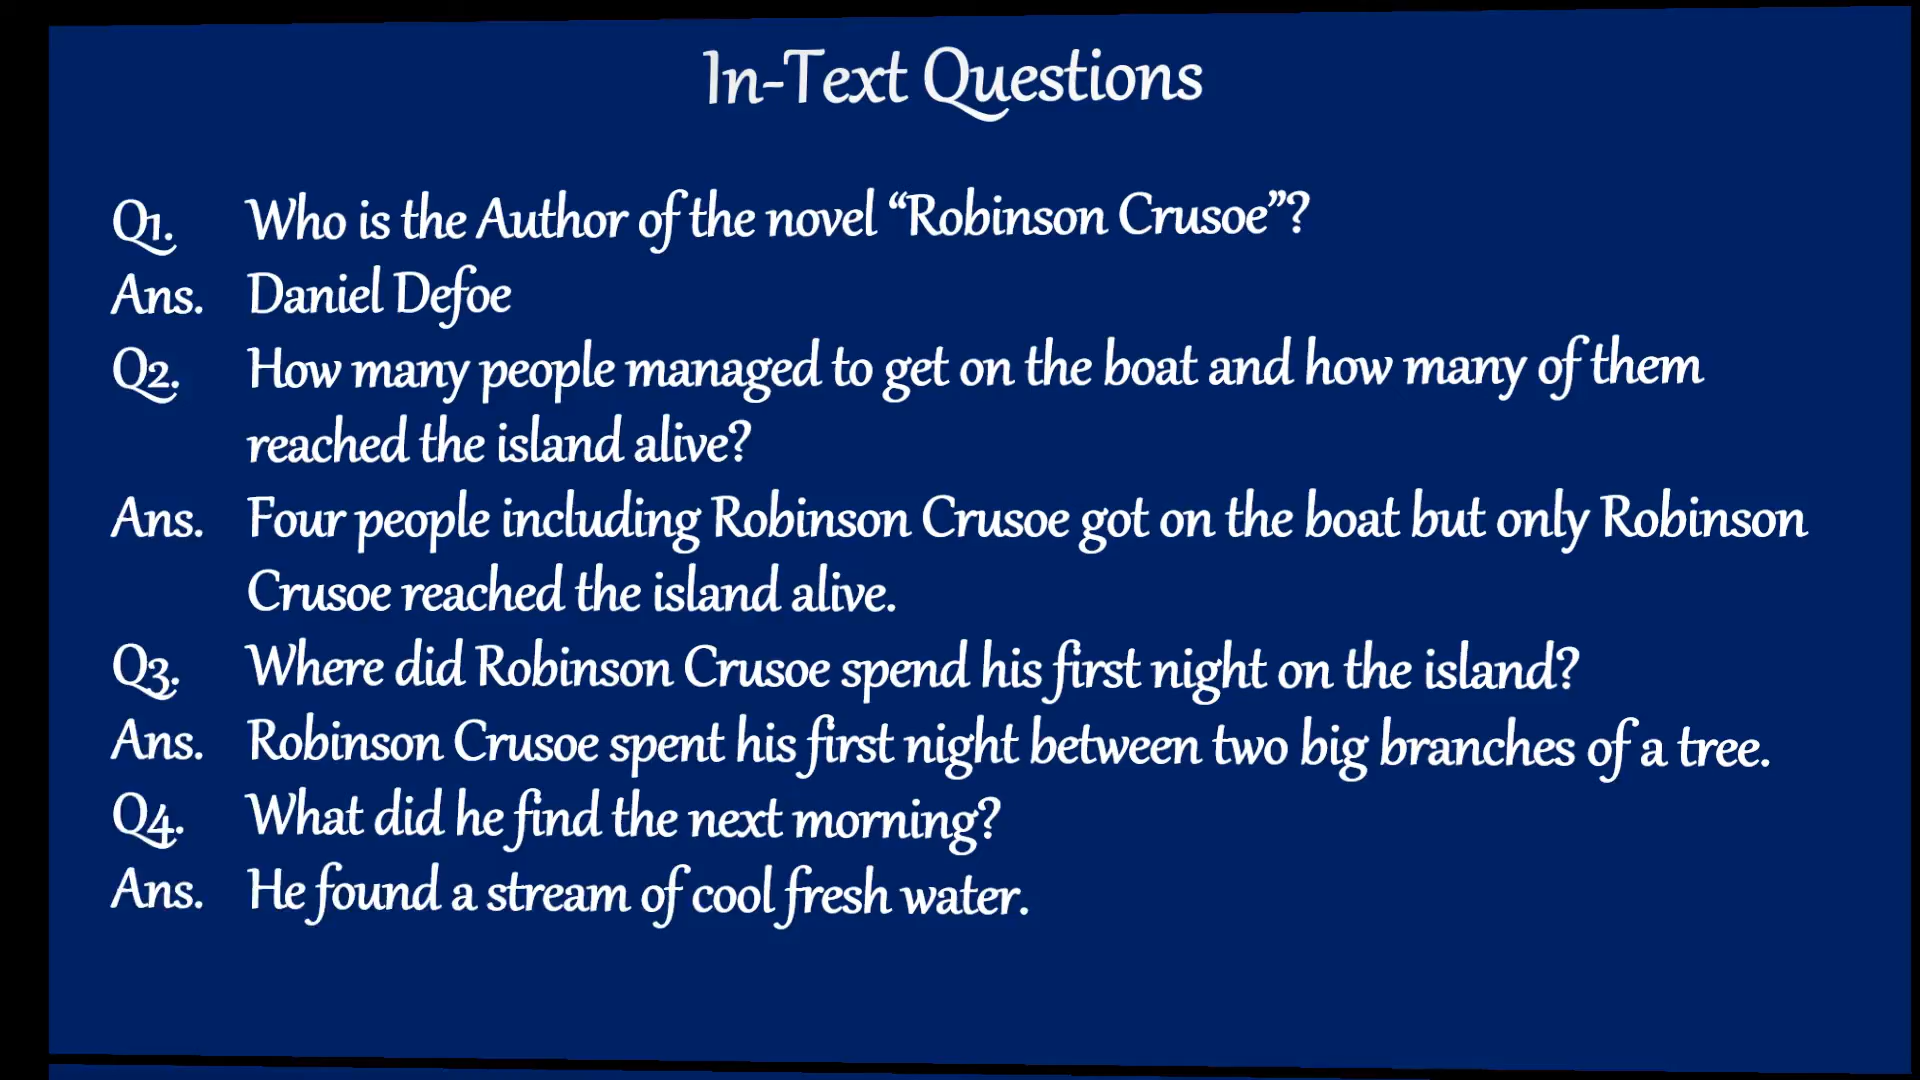 In-Text Questions
Q1. Who is the Author of the novel “Robinson Crusoe”?
Ans. Daniel Defoe
Q2. How many people managed to get on the boat and how many of them
reached the island alive?
Ans. Four people including Robinson Crusoe got on the boat but only Robinson
Crusoe reached the island alive.
Q3. Where did Robinson Crusoe spend his first night on the island?
Ans. Robinson Crusoe spent his first night between two big branches of a tree.
Q4. What did he find the next morning?
Ans. He found a stream of cool fresh water.